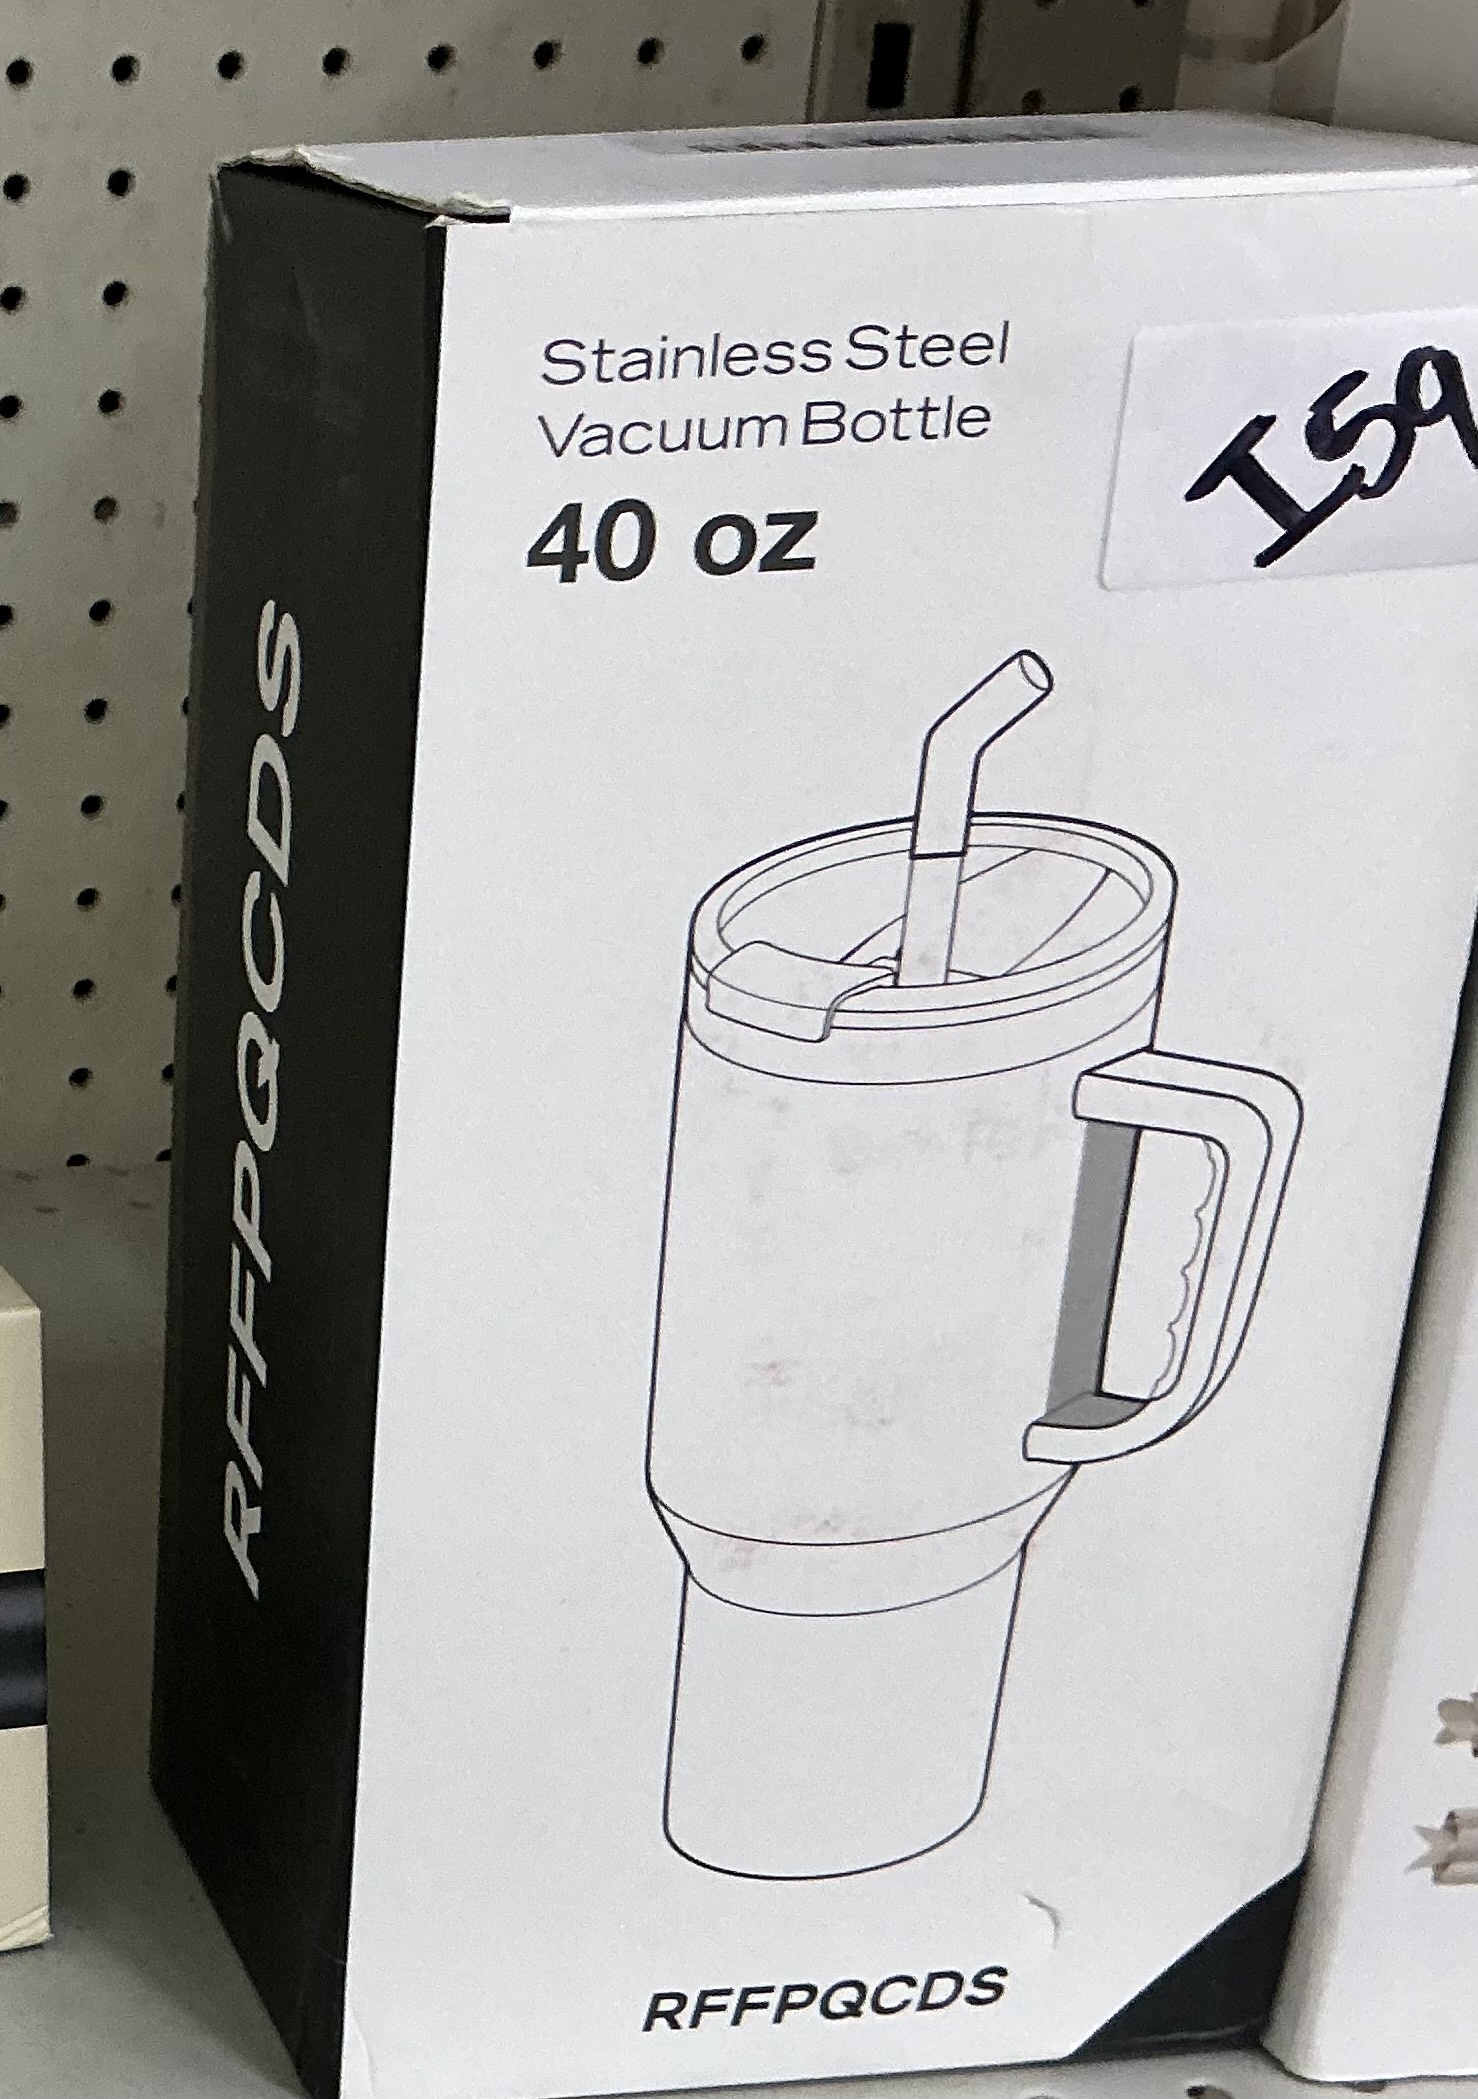 Stainless Steel
Vacuum Bottle
40 oz
RFFPQCDS
RFFPQCDS